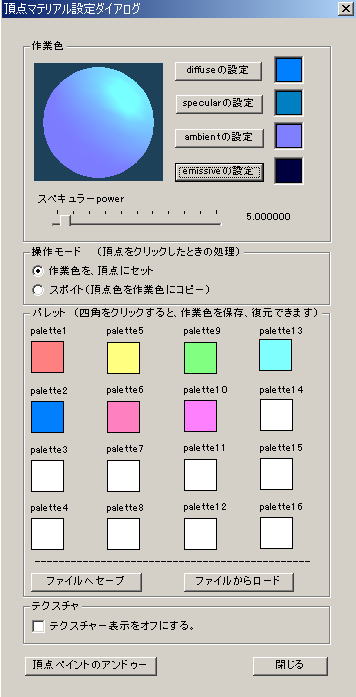 頂点マテリアル設定ダイアログ
作業色
diffuseの設定
specularの設定
ambientの設定
emissiveの設定
スペキュラーpower
5.000000
操作モード （頂点をクリックしたときの処理）
作業色を、頂点にセット
スポイト（頂点色を作業色にコピー）
パレット （四角をクリックすると、作業色を保存、復元できます）
palette1 palette5 palette9 palette13
palette2 palette6 palette10 palette14
palette3 palette7 palette11 palette15
palette4 palette8 palette12 palette16
ファイルへセーブ ファイルからロード
テクスチャ
テクスチャー表示をオフにする。
頂点ペイントのアンドゥー 閉じる